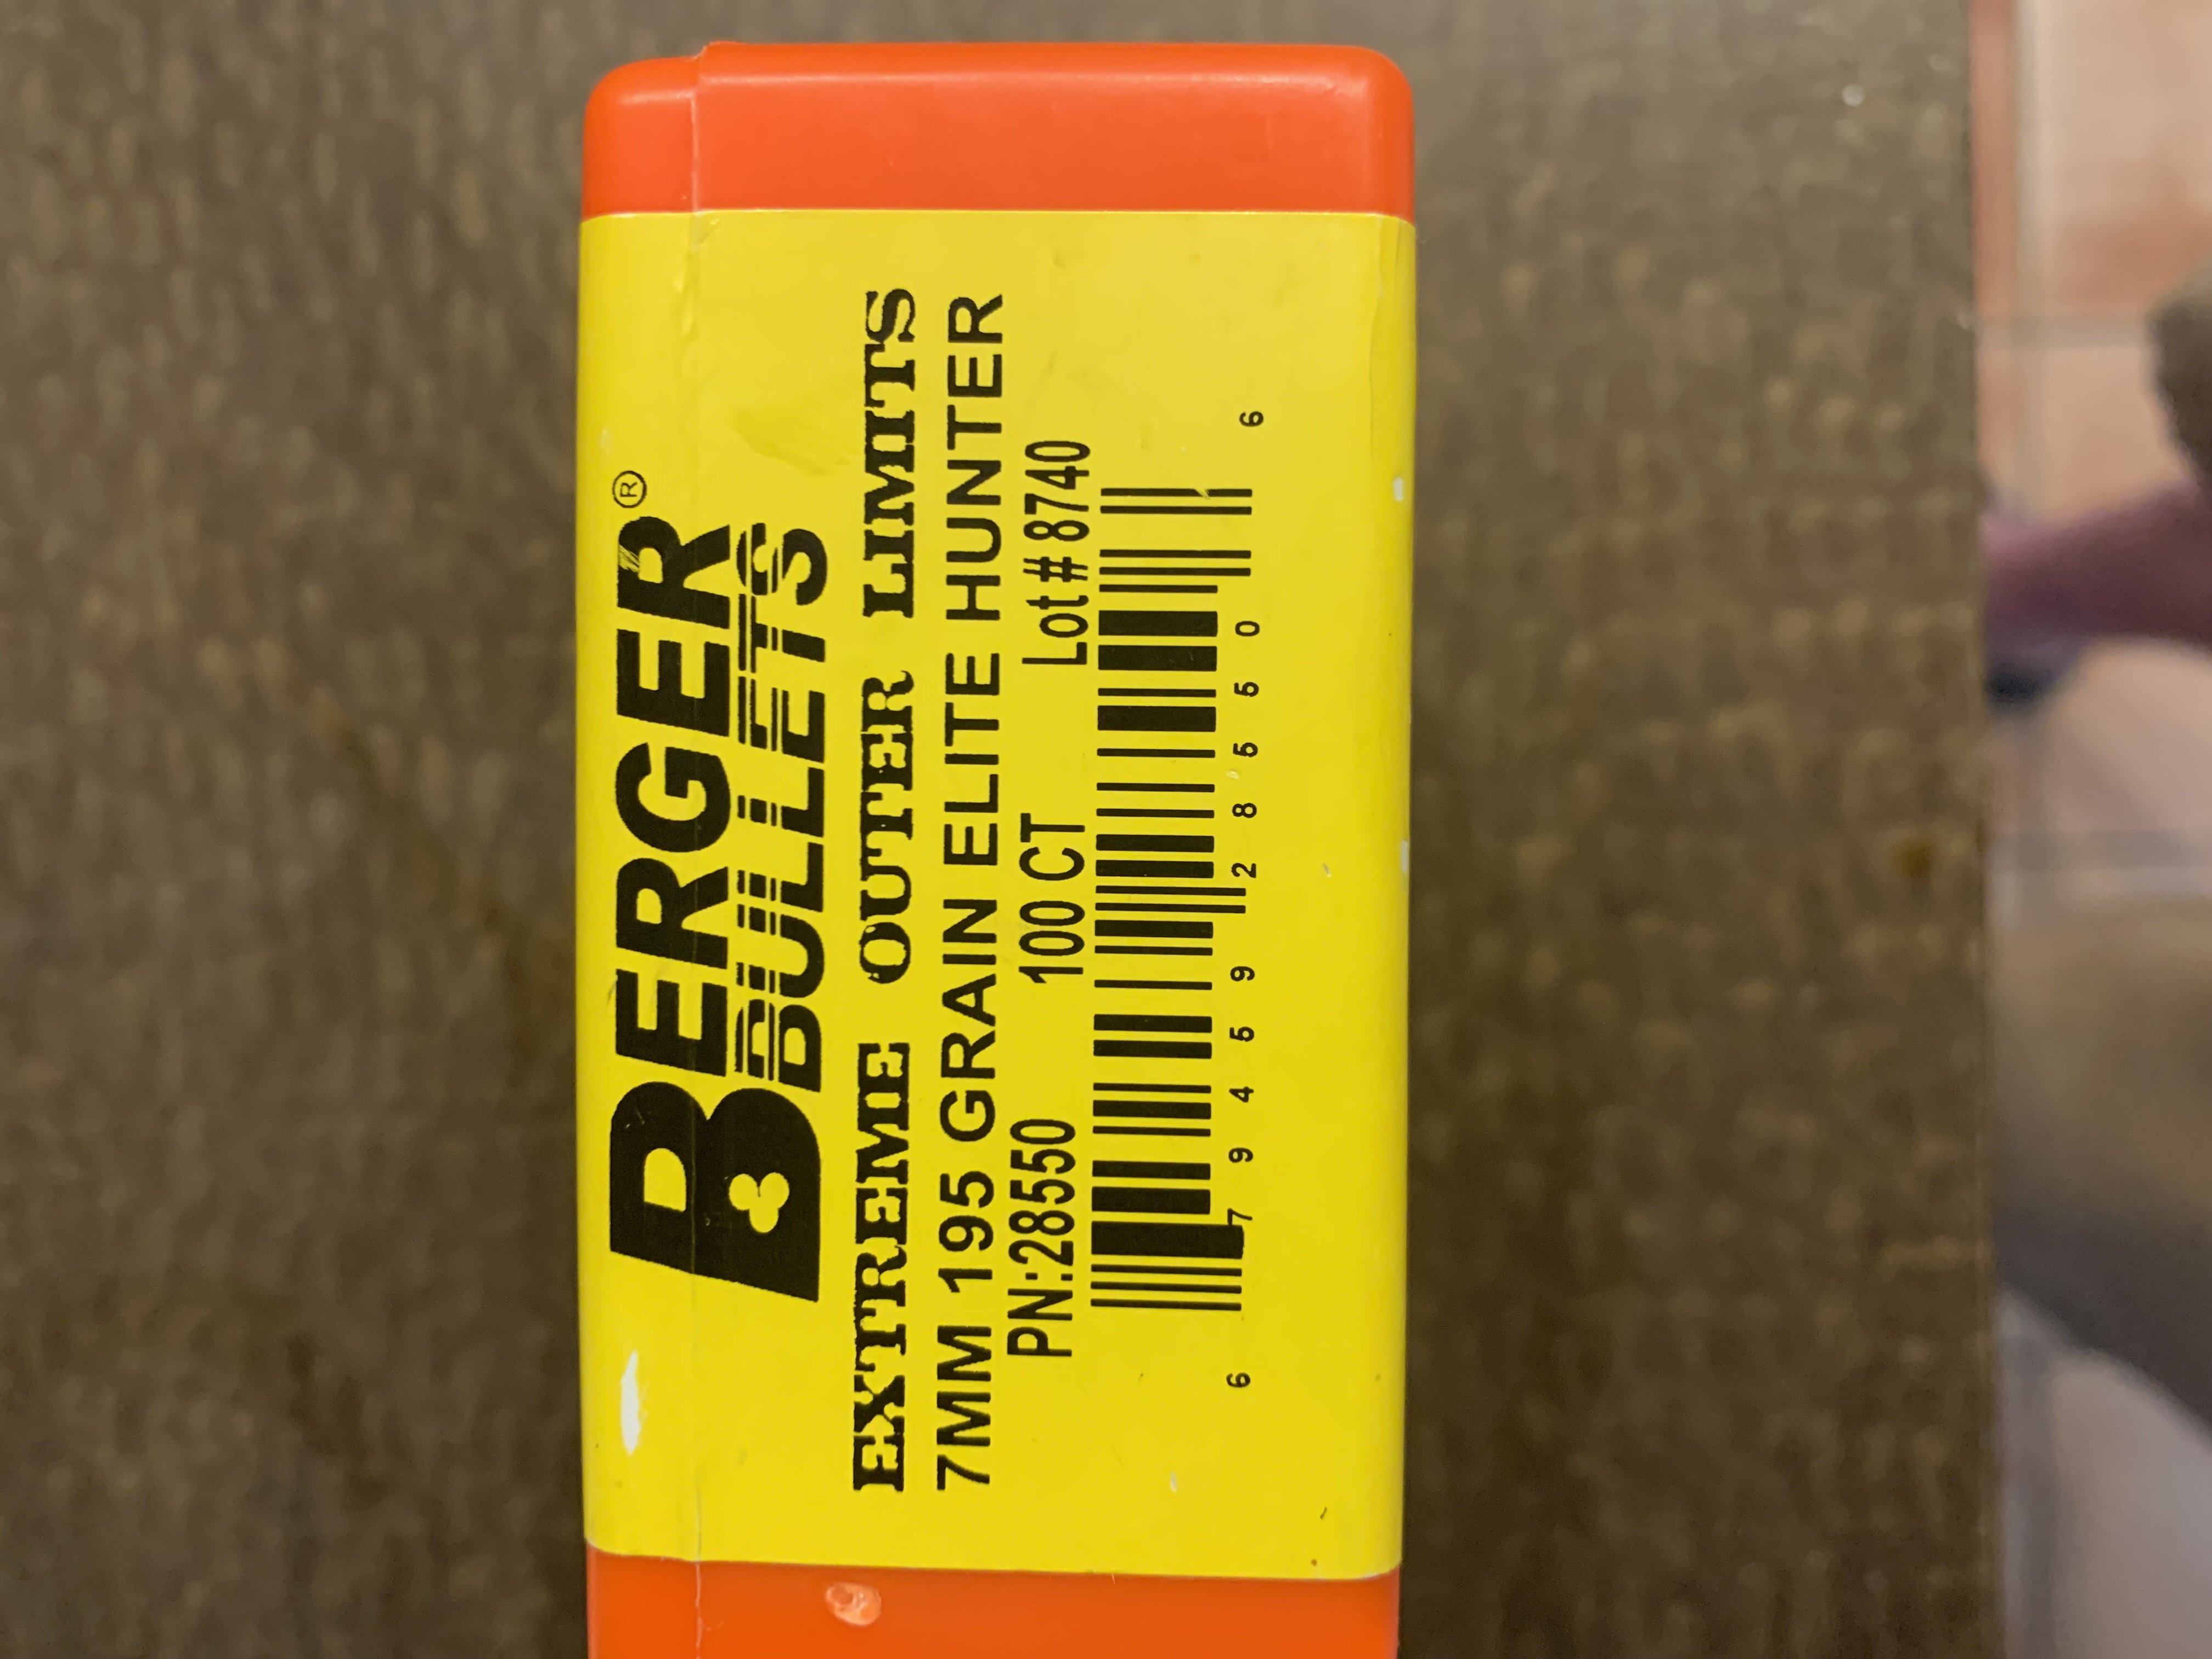 BERGER®
BULLETS
EXTREME OUTER LIMITS
7MM 195 GRAIN ELITE HUNTER
PN:28550 100 CT Lot # 8740
6 79459 28550 6